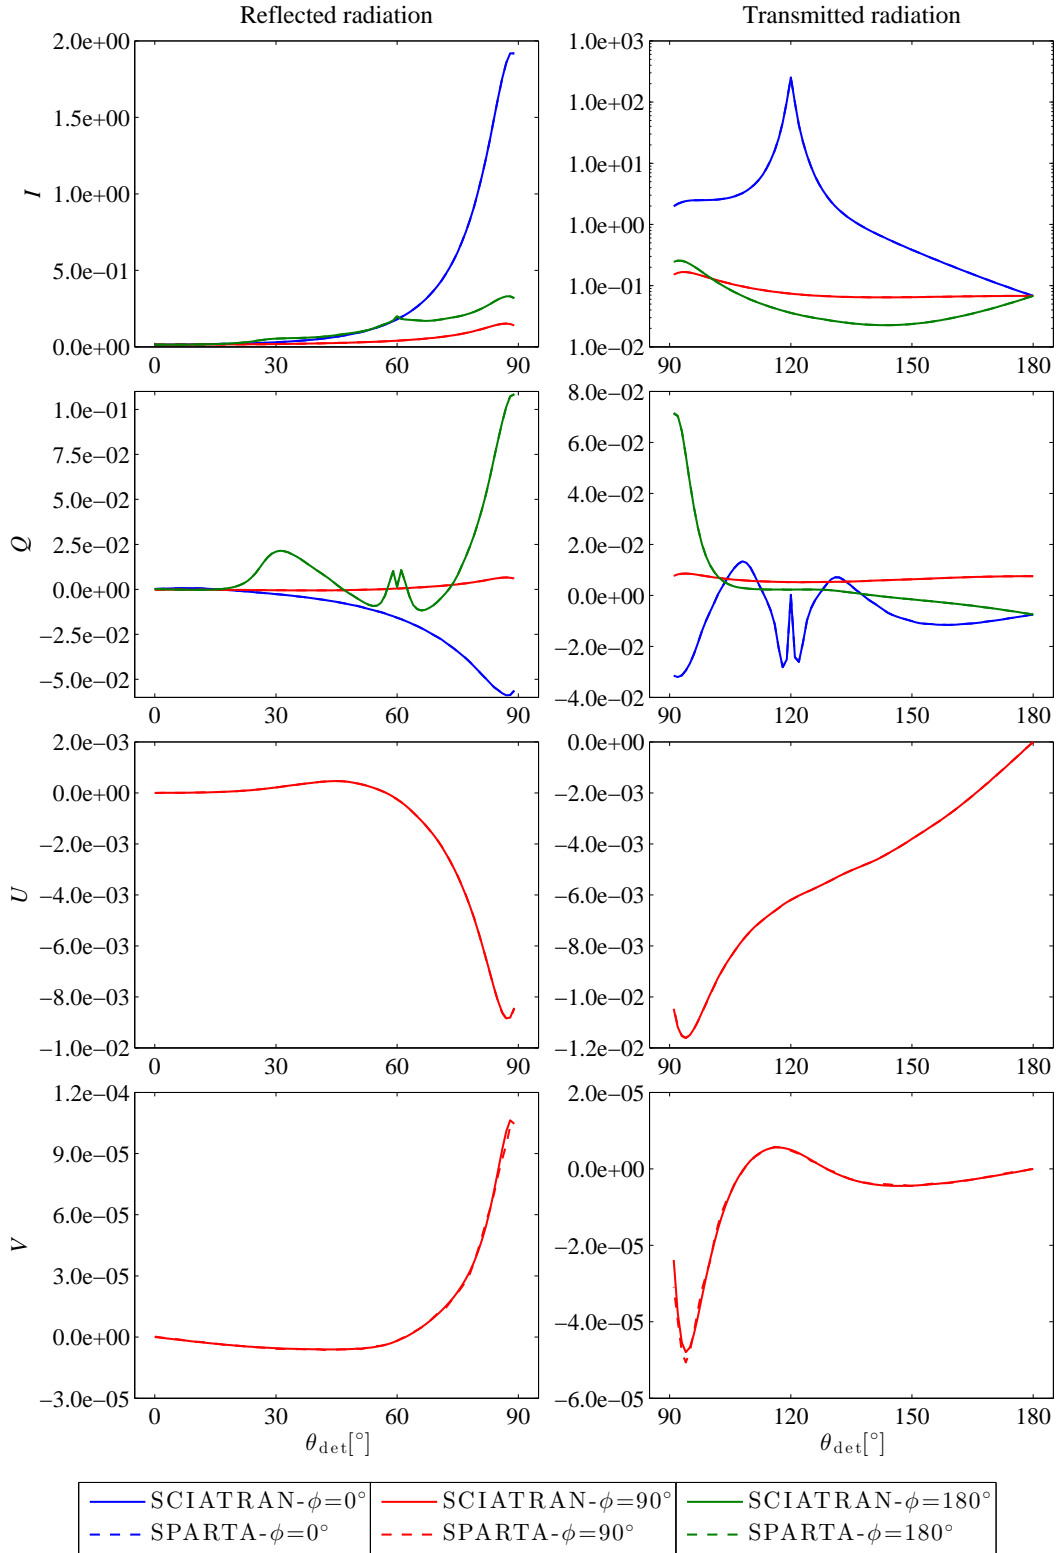 Reflected radiation
Transmitted radiation
I
2.0e+00
1.5e+00
1.0e+00
5.0e−01
0.0e+00
0 30 60 90
1.0e+03
1.0e+02
1.0e+01
1.0e+00
1.0e−01
1.0e−02
90 120 150 180
Q
1.0e−01
7.5e−02
5.0e−02
2.5e−02
0.0e+00
−2.5e−02
−5.0e−02
0 30 60 90
8.0e−02
6.0e−02
4.0e−02
2.0e−02
0.0e+00
−2.0e−02
−4.0e−02
90 120 150 180
U
2.0e−03
0.0e+00
−2.0e−03
−4.0e−03
−6.0e−03
−8.0e−03
−1.0e−02
0 30 60 90
0.0e+00
−2.0e−03
−4.0e−03
−6.0e−03
−8.0e−03
−1.0e−02
−1.2e−02
90 120 150 180
V
1.2e−04
9.0e−05
6.0e−05
3.0e−05
0.0e+00
−3.0e−05
0 30 60 90
θdet[°]
2.0e−05
0.0e+00
−2.0e−05
−4.0e−05
−6.0e−05
90 120 150 180
θdet[°]
SCIATRAN-ϕ=0°
SPARTA-ϕ=0°
SCIATRAN-ϕ=90°
SPARTA-ϕ=90°
SCIATRAN-ϕ=180°
SPARTA-ϕ=180°